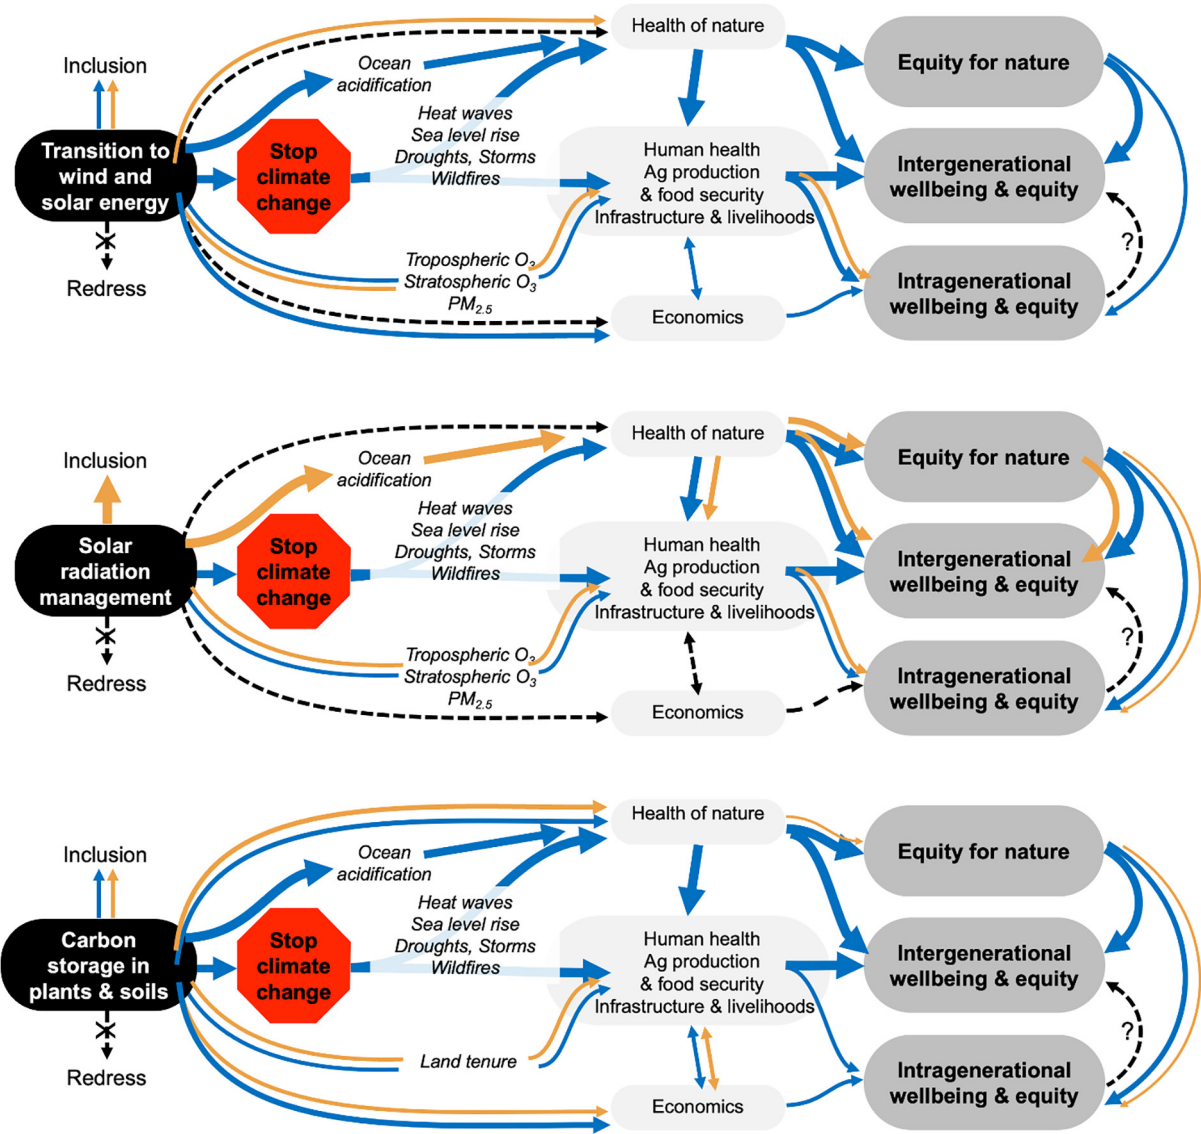 Health of nature
Inclusion
Ocean
acidification
Equity for nature
Heat waves
Sea level rise
Droughts, Storms
Wildfires
Transition to
wind and
solar energy
Stop
climate
change
Human health
Ag production
& food security
Infrastructure & livelihoods
Intergenerational
wellbeing & equity
?
Redress
Tropospheric O3
Stratospheric O3
PM2.5
Economics
Intragenerational
wellbeing & equity
Health of nature
Inclusion
Ocean
acidification
Equity for nature
Heat waves
Sea level rise
Droughts, Storms
Wildfires
Solar
radiation
management
Stop
climate
change
Human health
Ag production
& food security
Infrastructure & livelihoods
Intergenerational
wellbeing & equity
?
Redress
Tropospheric O3
Stratospheric O3
PM2.5
Economics
Intragenerational
wellbeing & equity
Health of nature
Inclusion
Ocean
acidification
Equity for nature
Heat waves
Sea level rise
Droughts, Storms
Wildfires
Carbon
storage in
plants & soils
Stop
climate
change
Human health
Ag production
& food security
Infrastructure & livelihoods
Intergenerational
wellbeing & equity
?
Redress
Land tenure
Economics
Intragenerational
wellbeing & equity